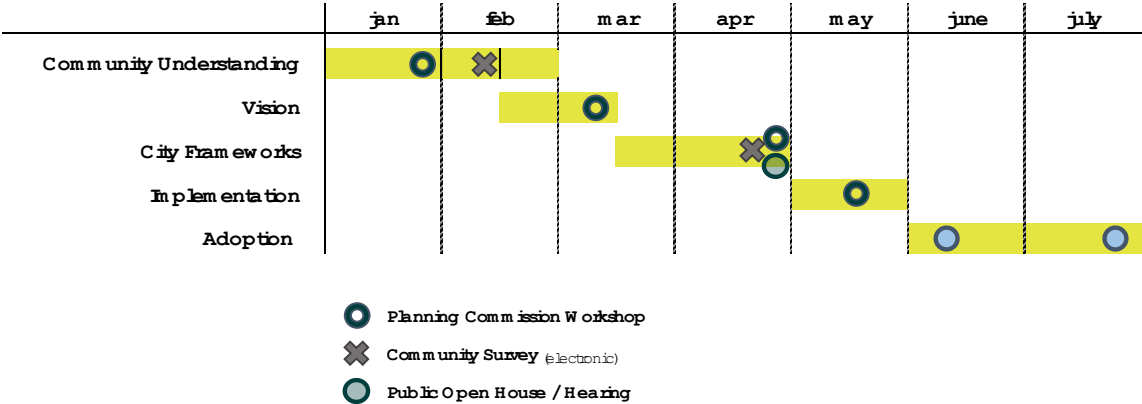 jan feb mar apr may june july
Community Understanding
Vision
City Frameworks
Implementation
Adoption
Planning Commission Workshop
Community Survey (electronic)
Public Open House / Hearing